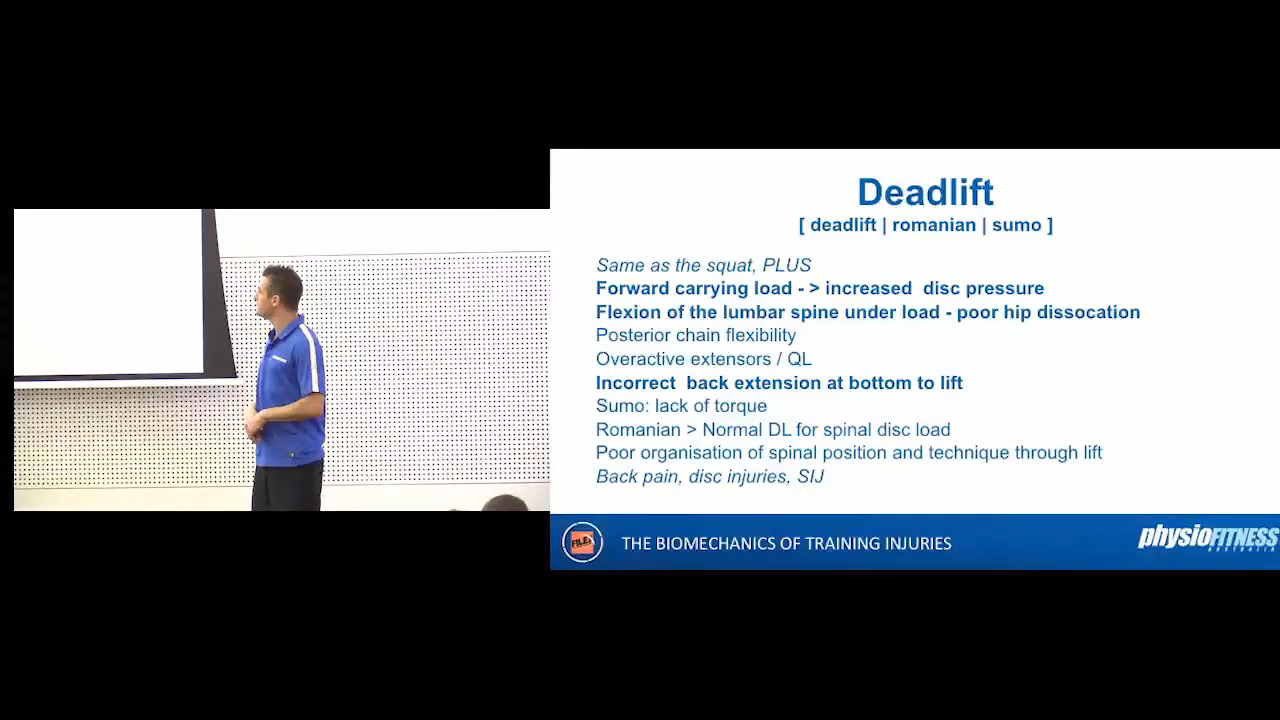 Deadlift
[ deadlift | romanian | sumo ]
Same as the squat, PLUS
Forward carrying load - > increased disc pressure
Flexion of the lumbar spine under load - poor hip dissocation
Posterior chain flexibility
Overactive extensors / QL
Incorrect back extension at bottom to lift
Sumo: lack of torque
Romanian > Normal DL for spinal disc load
Poor organisation of spinal position and technique through lift
Back pain, disc injuries, SIJ
FILEX
THE BIOMECHANICS OF TRAINING INJURIES
physioFITNESS
AUSTRALIA